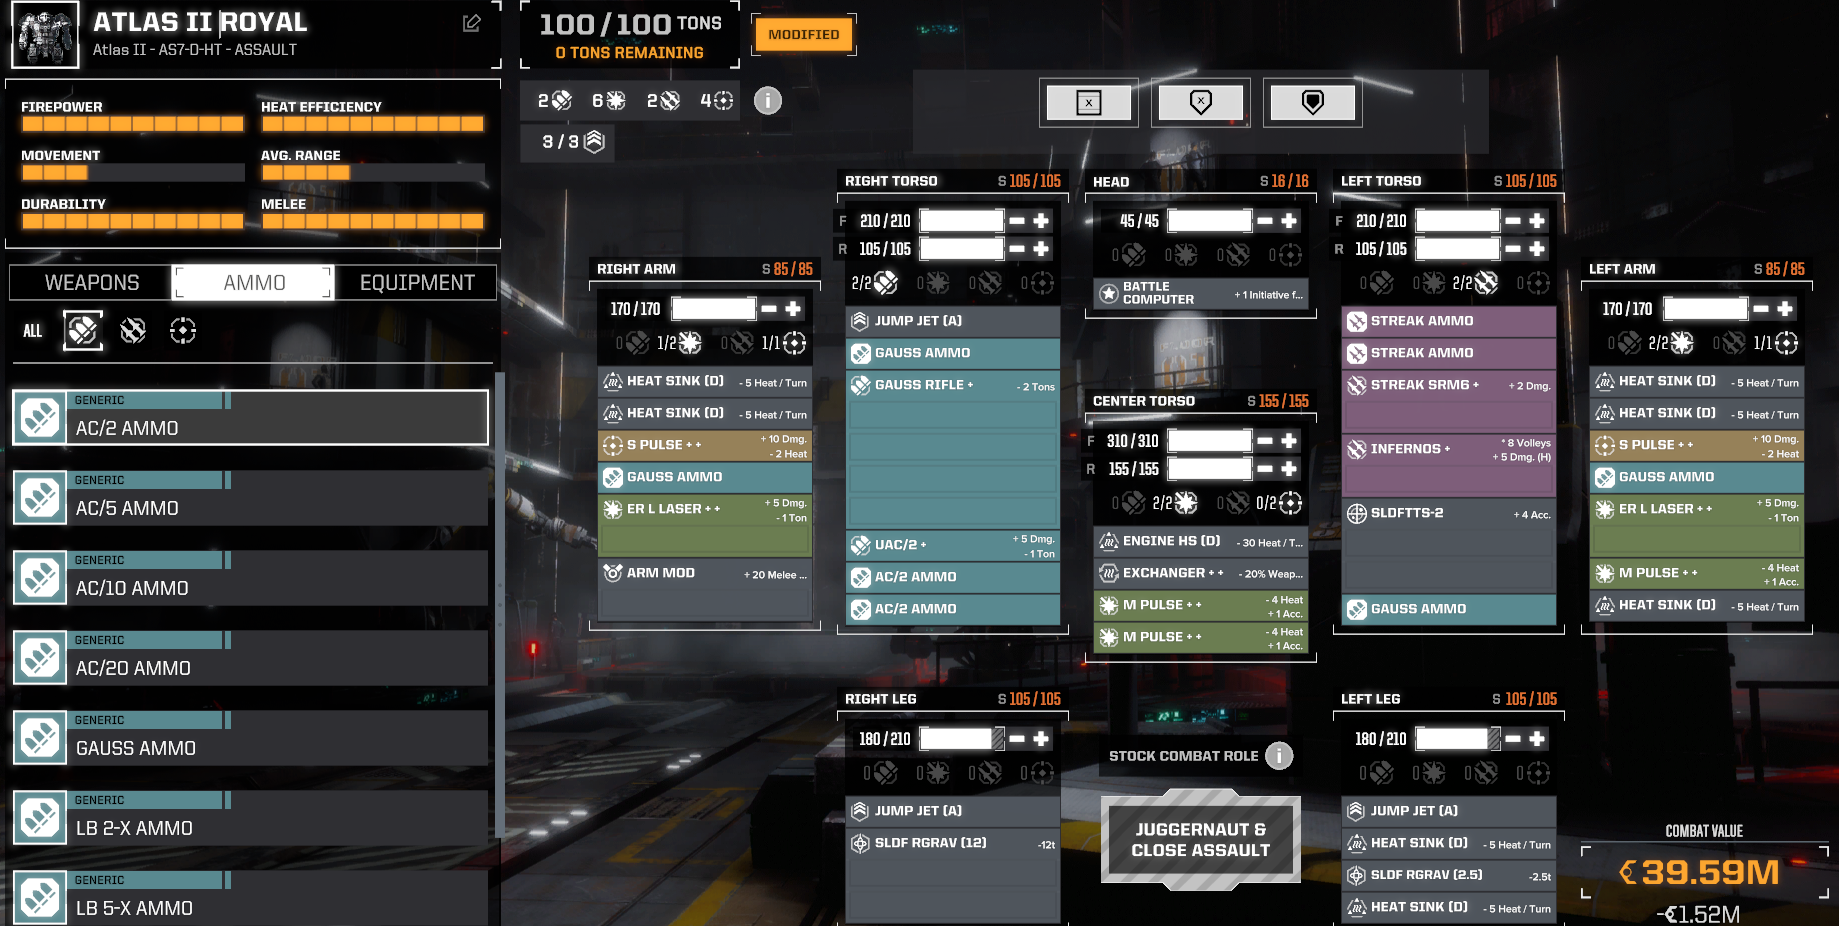 ATLAS II ROYAL
Atlas II - AS7-D-HT - ASSAULT
100/100 TONS
0 TONS REMAINING
MODIFIED
2 6 2 4 i
3 / 3
FIREPOWER
HEAT EFFICIENCY
MOVEMENT
AVG. RANGE
DURABILITY
MELEE
WEAPONS
AMMO
EQUIPMENT
ALL
GENERIC
AC/2 AMMO
GENERIC
AC/5 AMMO
GENERIC
AC/10 AMMO
GENERIC
AC/20 AMMO
GENERIC
GAUSS AMMO
GENERIC
LB 2-X AMMO
GENERIC
LB 5-X AMMO
RIGHT ARM S 85/85
170/170
0 1/2 0 1/1
HEAT SINK (D) - 5 Heat / Turn
HEAT SINK (D) - 5 Heat / Turn
S PULSE + + + 10 Dmg.
- 2 Heat
GAUSS AMMO
ER L LASER + + + 5 Dmg.
- 1 Ton
ARM MOD + 20 Melee ...
RIGHT TORSO S 105/105
F 210/210
R 105/105
2/2 0 0 0
JUMP JET (A)
GAUSS AMMO
GAUSS RIFLE + - 2 Tons
UAC/2 + + 5 Dmg.
- 1 Ton
AC/2 AMMO
AC/2 AMMO
HEAD S 16/16
45/45
0 0 0 0
BATTLE
COMPUTER + 1 Initiative f...
CENTER TORSO S 155/155
F 310/310
R 155/155
0 2/2 0 0/2
ENGINE HS (D) - 30 Heat / T...
EXCHANGER + + - 20% Weap...
M PULSE + + - 4 Heat
+ 1 Acc.
M PULSE + + - 4 Heat
+ 1 Acc.
LEFT TORSO S 105/105
F 210/210
R 105/105
0 0 2/2 0
STREAK AMMO
STREAK AMMO
STREAK SRM6 + + 2 Dmg.
INFERNOS + * 8 Volleys
+ 5 Dmg. (H)
SLDFTTS-2 + 4 Acc.
GAUSS AMMO
LEFT ARM S 85/85
170/170
0 2/2 0 1/1
HEAT SINK (D) - 5 Heat / Turn
HEAT SINK (D) - 5 Heat / Turn
S PULSE + + + 10 Dmg.
- 2 Heat
GAUSS AMMO
ER L LASER + + + 5 Dmg.
- 1 Ton
M PULSE + + - 4 Heat
+ 1 Acc.
HEAT SINK (D) - 5 Heat / Turn
RIGHT LEG S 105/105
180/210
0 0 0 0
JUMP JET (A)
SLDF RGRAV (12) -12t
STOCK COMBAT ROLE i
JUGGERNAUT &
CLOSE ASSAULT
LEFT LEG S 105/105
180/210
0 0 0 0
JUMP JET (A)
HEAT SINK (D) - 5 Heat / Turn
SLDF RGRAV (2.5) -2.5t
HEAT SINK (D) - 5 Heat / Turn
COMBAT VALUE
€39.59M
-€1.52M